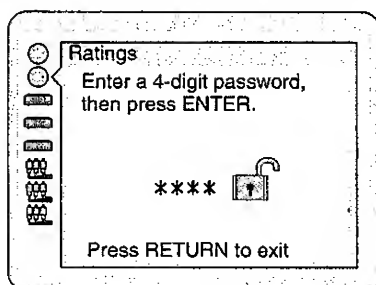 Ratings
Enter a 4-digit password,
then press ENTER.
****
Press RETURN to exit